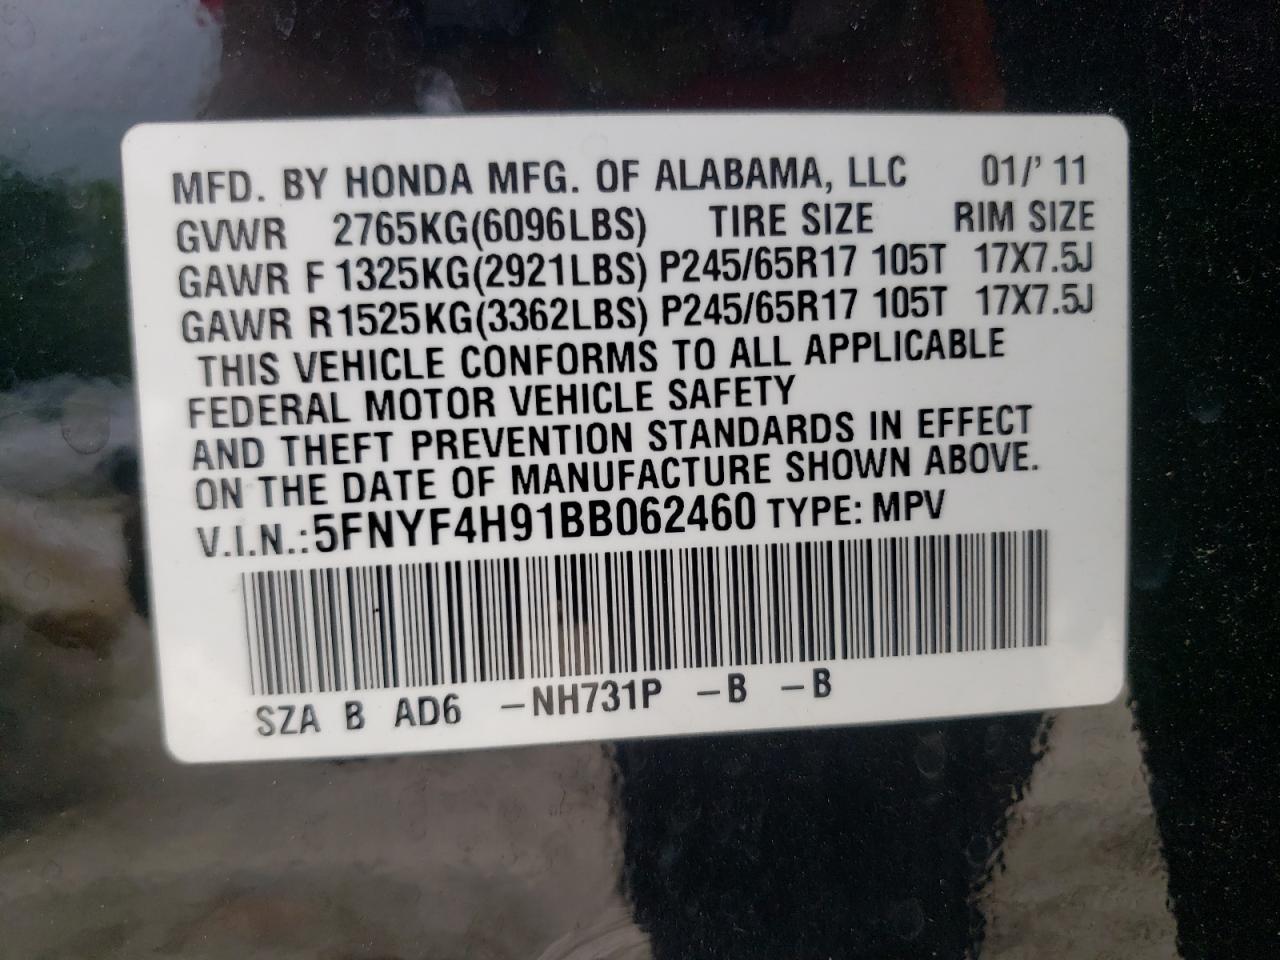 MFD. BY HONDA MFG. OF ALABAMA, LLC 01/' 11
GVWR 2765KG(6096LBS) TIRE SIZE RIM SIZE
GAWR F 1325KG(2921LBS) P245/65R17 105T 17X7.5J
GAWR R 1525KG(3362LBS) P245/65R17 105T 17X7.5J
THIS VEHICLE CONFORMS TO ALL APPLICABLE
FEDERAL MOTOR VEHICLE SAFETY
AND THEFT PREVENTION STANDARDS IN EFFECT
ON THE DATE OF MANUFACTURE SHOWN ABOVE.
V.I.N.:5FNYF4H91BB062460 TYPE: MPV
SZA B AD6 –NH731P –B –B